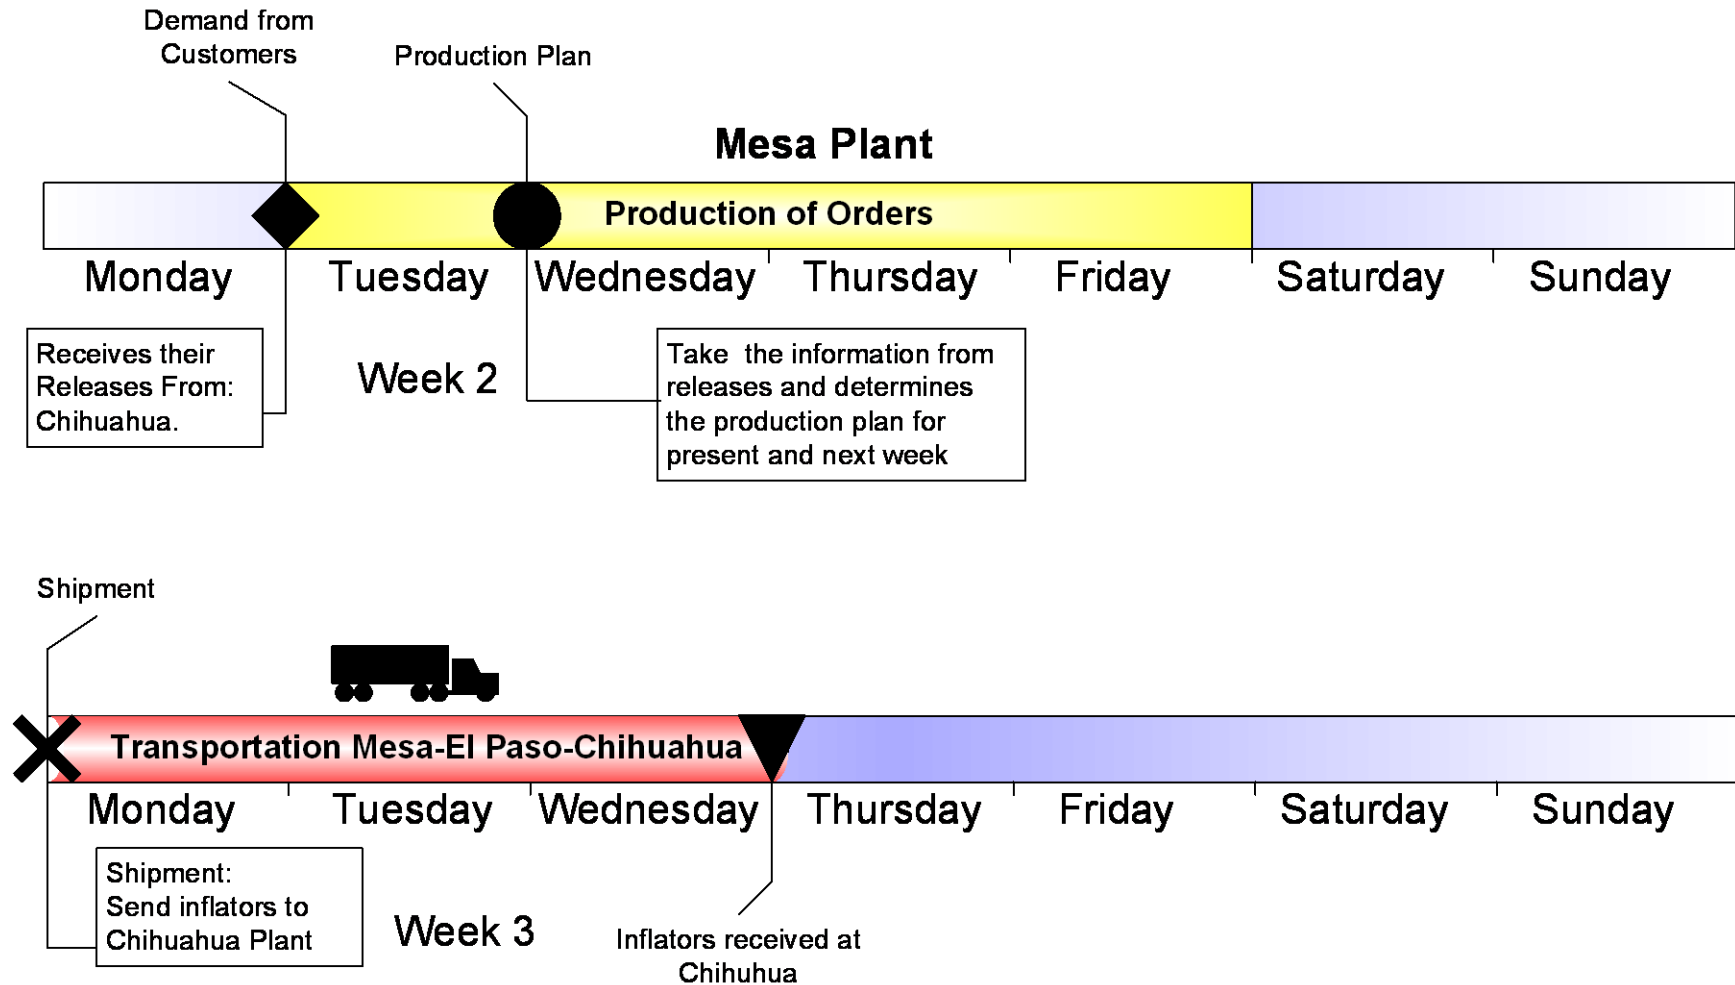 Demand from
Customers
Production Plan
Mesa Plant
Production of Orders
Monday
Tuesday
Wednesday
Thursday
Friday
Saturday
Sunday
Receives their
Releases From:
Chihuahua.
Week 2
Take the information from
releases and determines
the production plan for
present and next week
Shipment
Transportation Mesa-El Paso-Chihuahua
Monday
Tuesday
Wednesday
Thursday
Friday
Saturday
Sunday
Shipment:
Send inflators to
Chihuahua Plant
Week 3
Inflators received at
Chihuhua